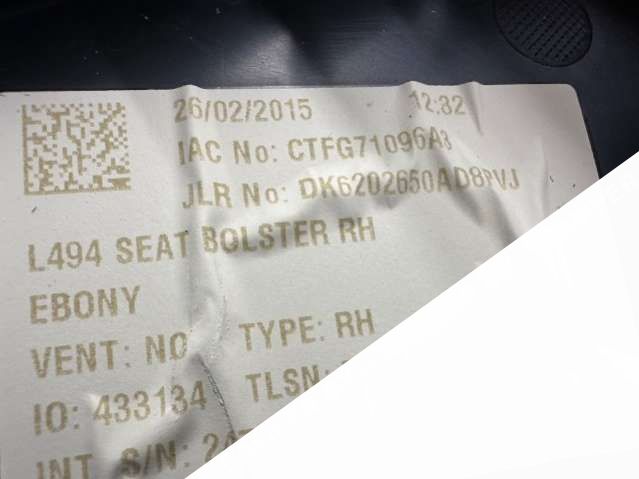 26/02/2015 12:32
IAC No: CTFG71096A8
JLR No: DK6202650AD8PVJ
L494 SEAT BOLSTER RH
EBONY
VENT: NO TYPE: RH
IO: 433134 TLSN:
INT S/N: